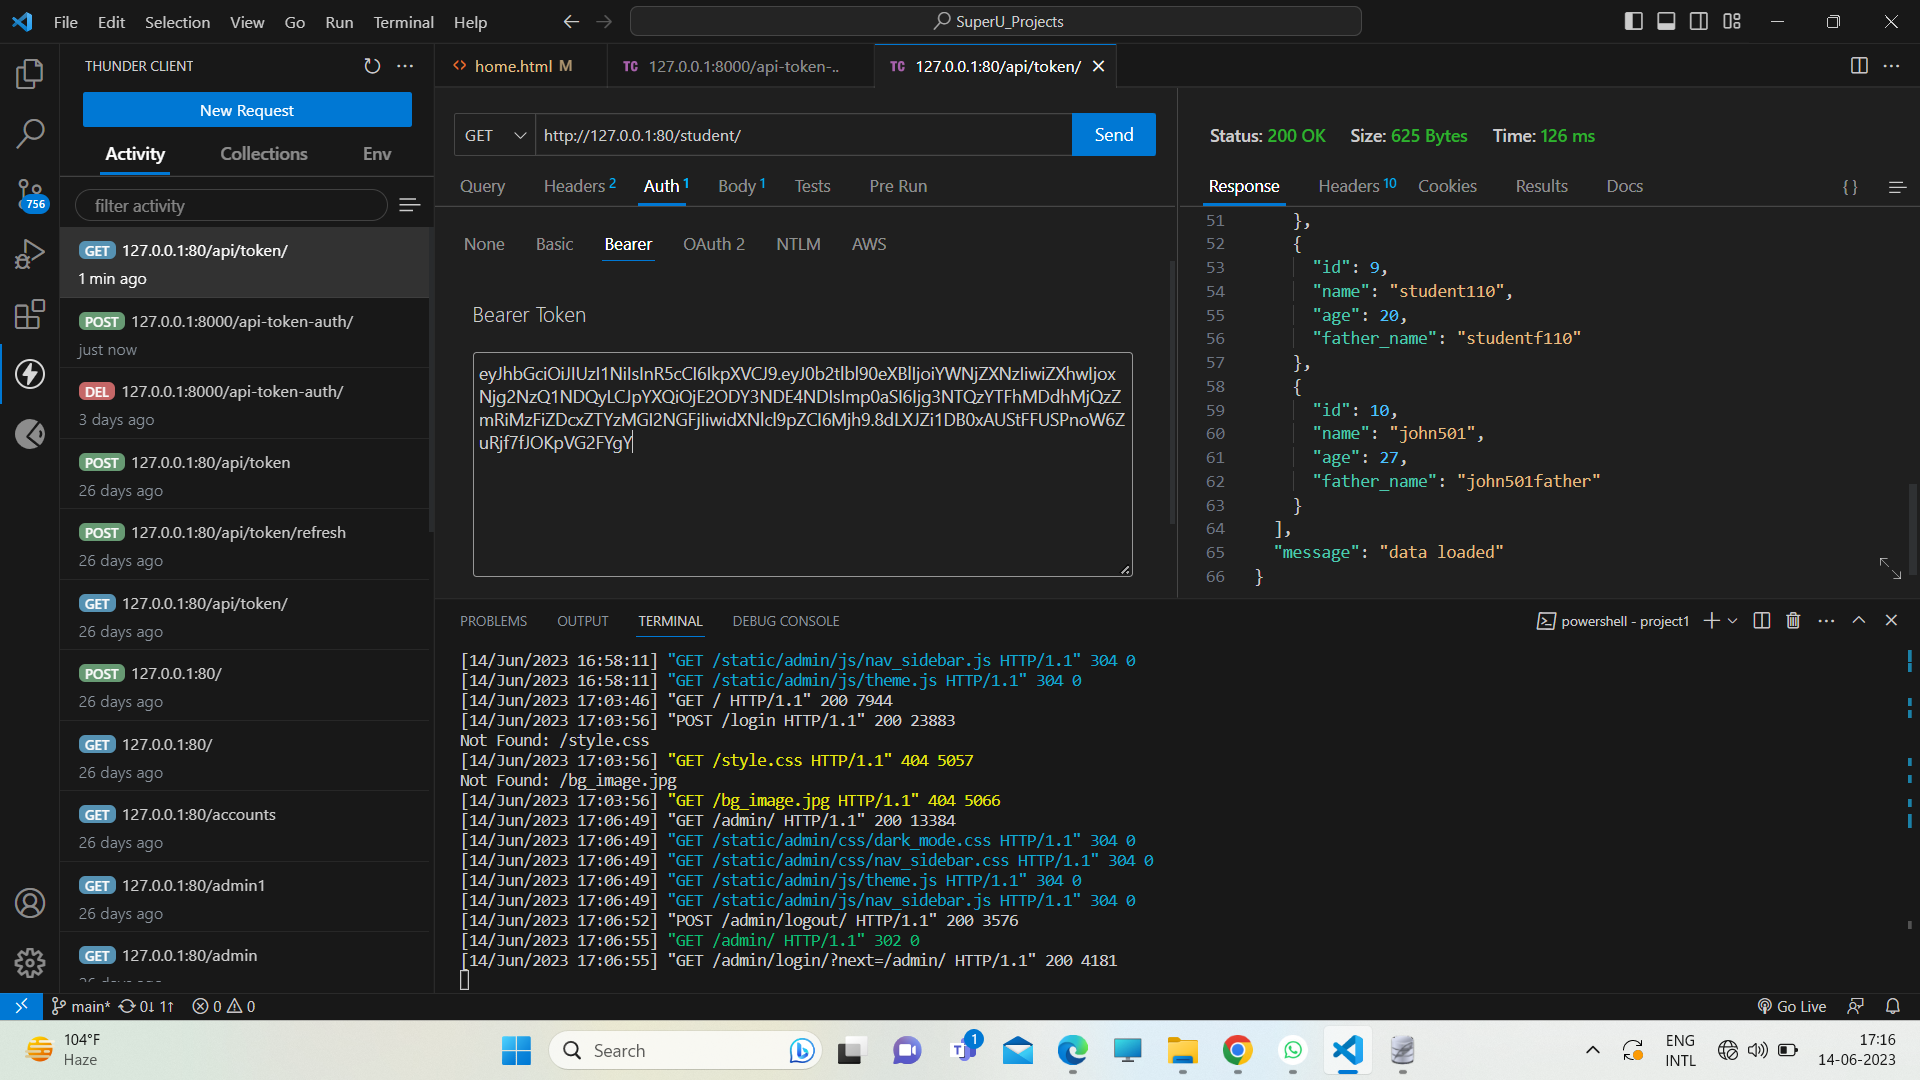 File Edit Selection View Go Run Terminal Help
SuperU_Projects
THUNDER CLIENT
New Request
Activity Collections Env
filter activity
756
GET 127.0.0.1:80/api/token/
1 min ago
POST 127.0.0.1:8000/api-token-auth/
just now
DEL 127.0.0.1:8000/api-token-auth/
3 days ago
POST 127.0.0.1:80/api/token
26 days ago
POST 127.0.0.1:80/api/token/refresh
26 days ago
GET 127.0.0.1:80/api/token/
26 days ago
POST 127.0.0.1:80/
26 days ago
GET 127.0.0.1:80/
26 days ago
GET 127.0.0.1:80/accounts
26 days ago
GET 127.0.0.1:80/admin1
26 days ago
GET 127.0.0.1:80/admin
home.html M
TC 127.0.0.1:8000/api-token-..
TC 127.0.0.1:80/api/token/
GET http://127.0.0.1:80/student/ Send
Query Headers 2 Auth 1 Body 1 Tests Pre Run
None Basic Bearer OAuth 2 NTLM AWS
Bearer Token
Status: 200 OK Size: 625 Bytes Time: 126 ms
Response Headers 10 Cookies Results Docs {}
51 },
52 {
53 "id": 9,
54 "name": "student110",
55 "age": 20,
56 "father_name": "studentf110"
57 },
58 {
59 "id": 10,
60 "name": "john501",
61 "age": 27,
62 "father_name": "john501father"
63 }
64 ],
65 "message": "data loaded"
66 }
PROBLEMS OUTPUT TERMINAL DEBUG CONSOLE
powershell - project1
[14/Jun/2023 16:58:11] "GET /static/admin/js/nav_sidebar.js HTTP/1.1" 304 0
[14/Jun/2023 16:58:11] "GET /static/admin/js/theme.js HTTP/1.1" 304 0
[14/Jun/2023 17:03:46] "GET / HTTP/1.1" 200 7944
[14/Jun/2023 17:03:56] "POST /login HTTP/1.1" 200 23883
Not Found: /style.css
[14/Jun/2023 17:03:56] "GET /style.css HTTP/1.1" 404 5057
Not Found: /bg_image.jpg
[14/Jun/2023 17:03:56] "GET /bg_image.jpg HTTP/1.1" 404 5066
[14/Jun/2023 17:06:49] "GET /admin/ HTTP/1.1" 200 13384
[14/Jun/2023 17:06:49] "GET /static/admin/css/dark_mode.css HTTP/1.1" 304 0
[14/Jun/2023 17:06:49] "GET /static/admin/css/nav_sidebar.css HTTP/1.1" 304 0
[14/Jun/2023 17:06:49] "GET /static/admin/js/theme.js HTTP/1.1" 304 0
[14/Jun/2023 17:06:49] "GET /static/admin/js/nav_sidebar.js HTTP/1.1" 304 0
[14/Jun/2023 17:06:52] "POST /admin/logout/ HTTP/1.1" 200 3576
[14/Jun/2023 17:06:55] "GET /admin/ HTTP/1.1" 302 0
[14/Jun/2023 17:06:55] "GET /admin/login/?next=/admin/ HTTP/1.1" 200 4181
main* 0↓ 1↑ 0 0
Go Live
104°F
Haze
Search
1
ENG
INTL
17:16
14-06-2023